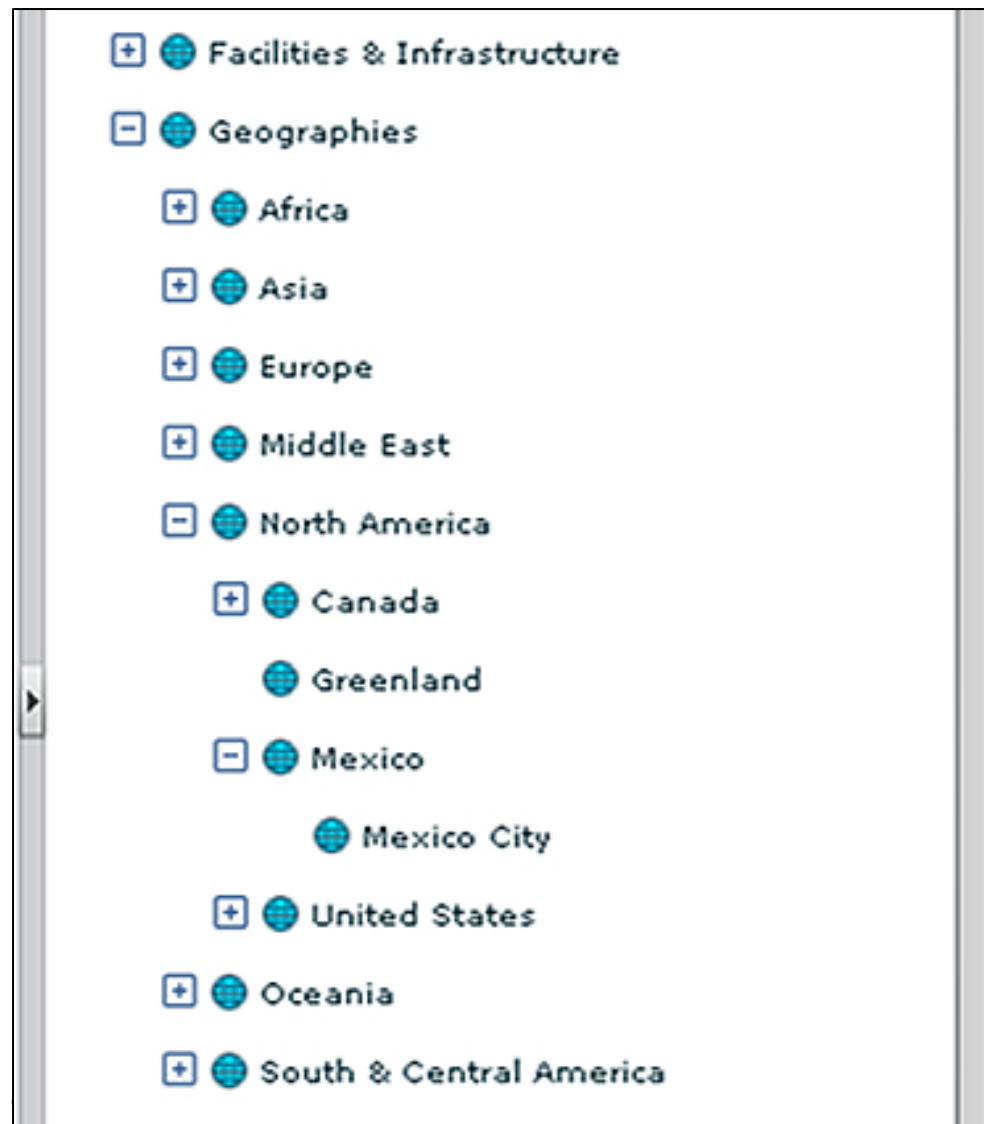 Facilities & Infrastructure
Geographies
Africa
Asia
Europe
Middle East
North America
Canada
Greenland
Mexico
Mexico City
United States
Oceania
South & Central America